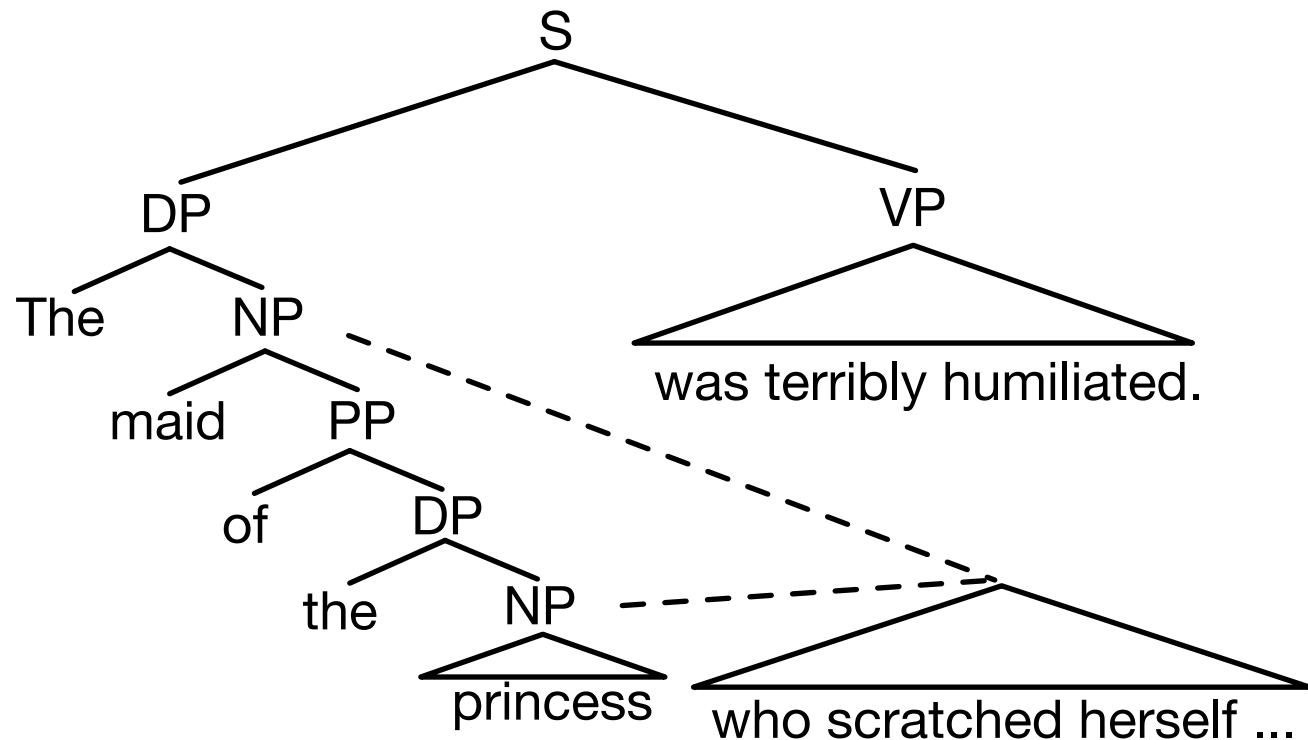 S
DP VP
The NP
was terribly humiliated.
maid PP
of DP
the NP
princess who scratched herself ...